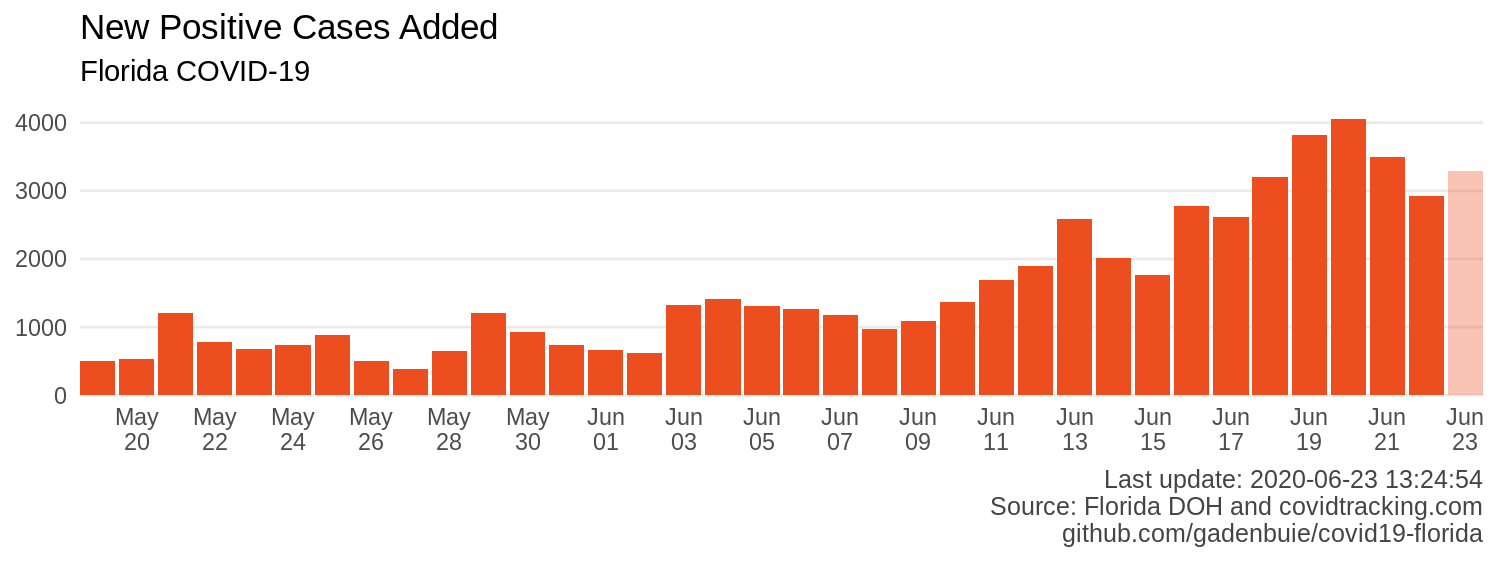 New Positive Cases Added
Florida COVID-19
4000
3000
2000
1000
0
May May May May May May Jun Jun Jun Jun Jun Jun Jun Jun Jun Jun Jun Jun
20 22 24 26 28 30 01 03 05 07 09 11 13 15 17 19 21 23
Last update: 2020-06-23 13:24:54
Source: Florida DOH and covidtracking.com
github.com/gadenbuie/covid19-florida